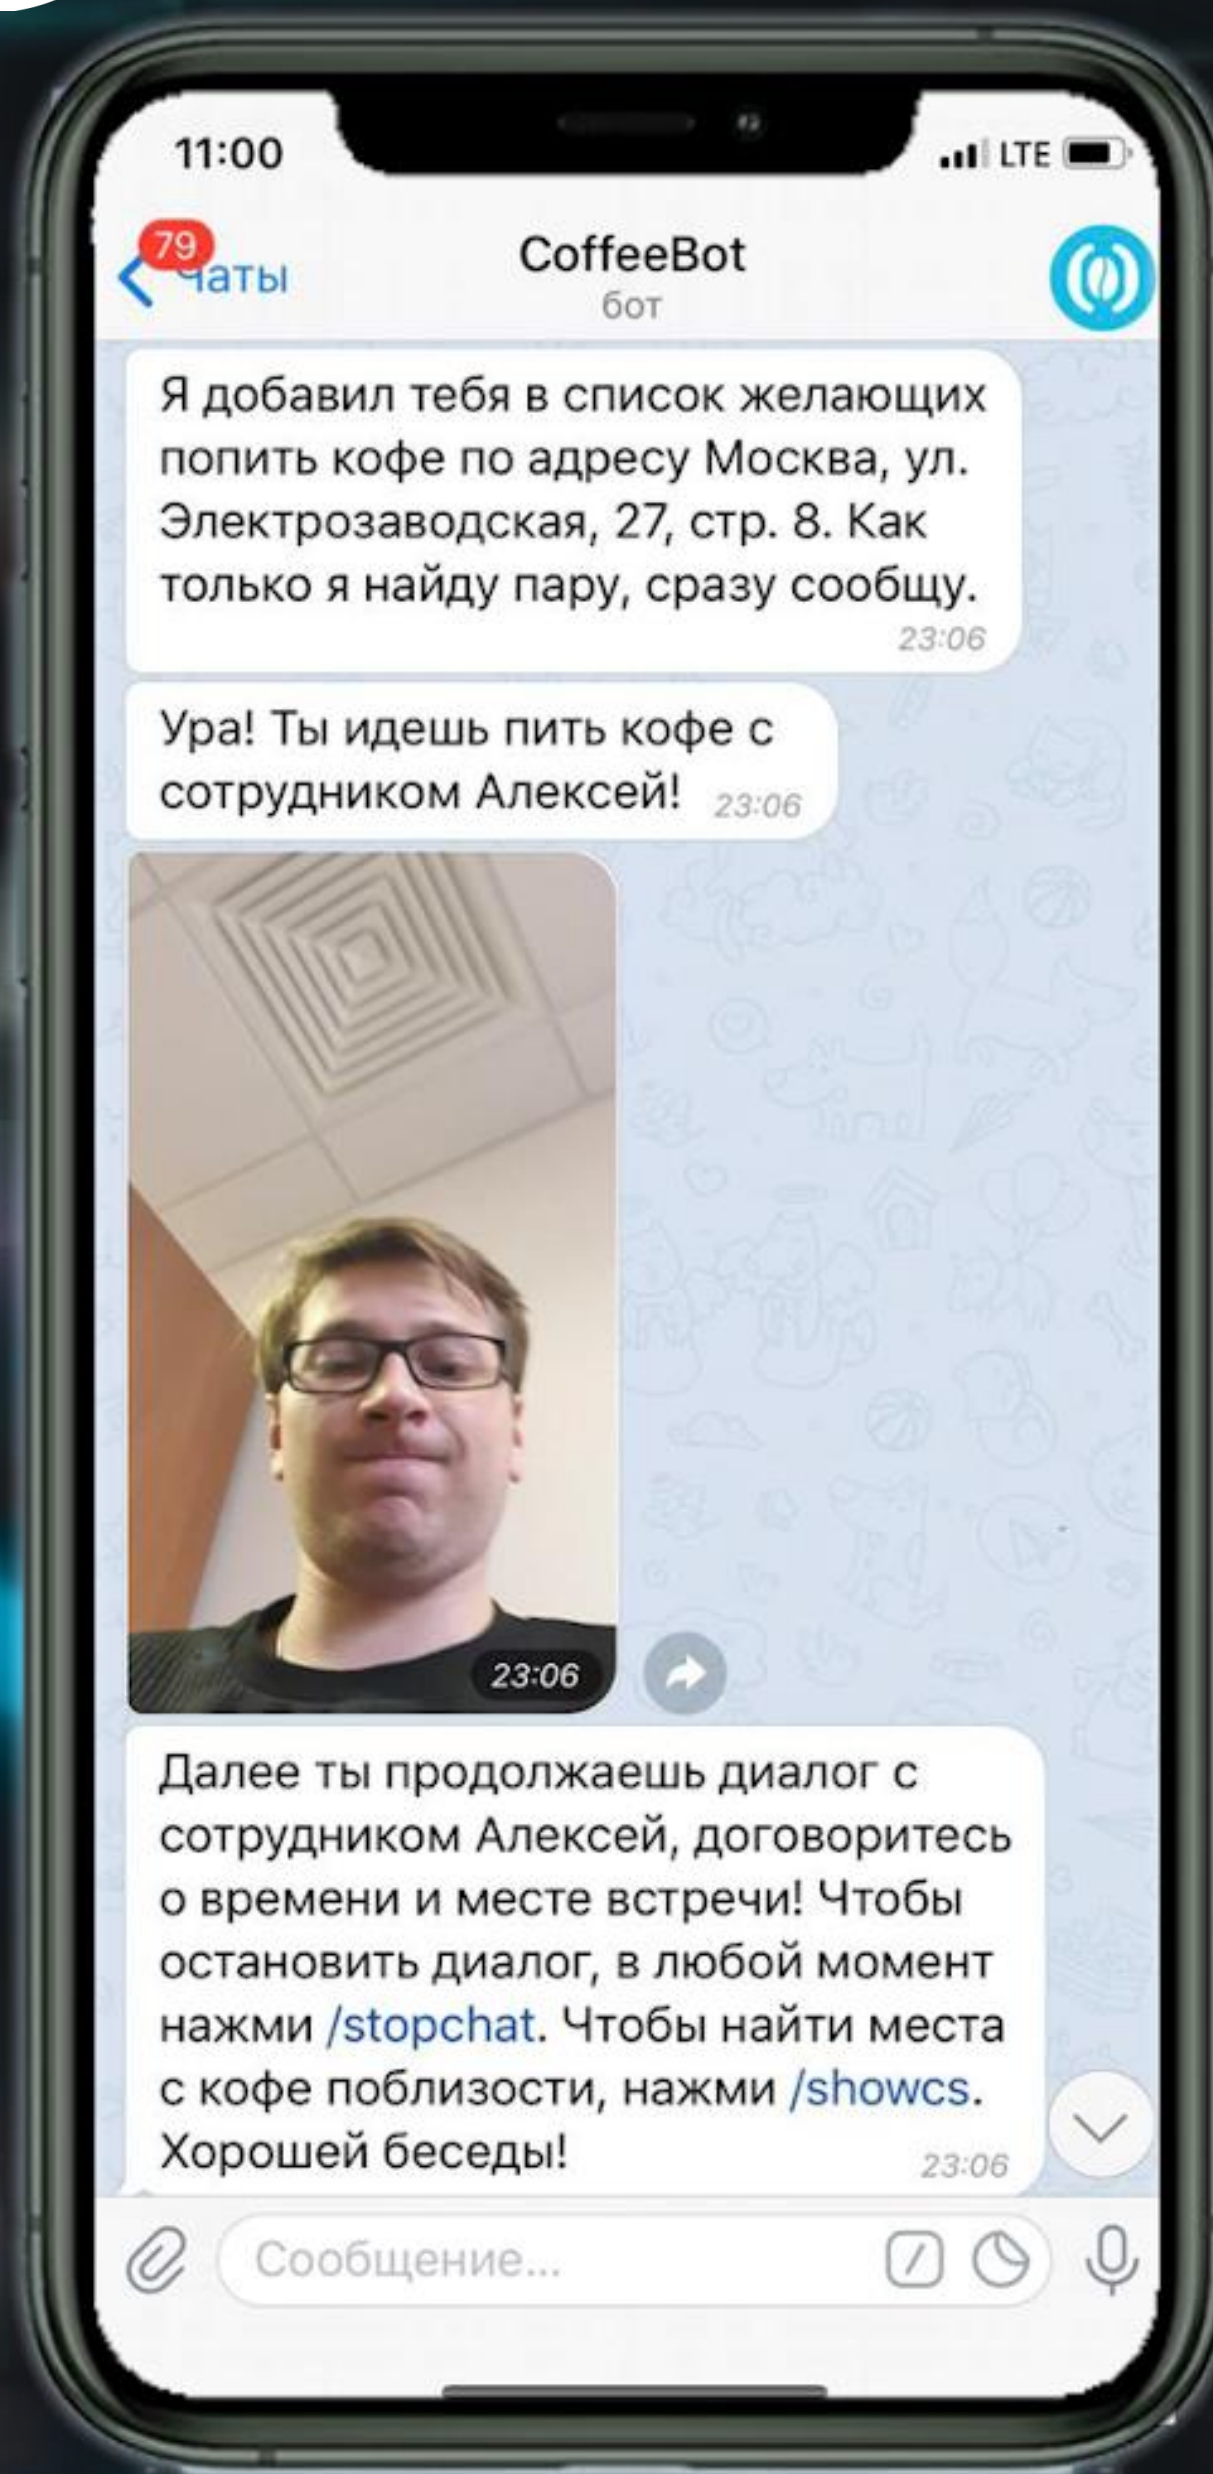 11:00
LTE
79
Чаты
CoffeeBot
бот
Я добавил тебя в список желающих
попить кофе по адресу Москва, ул.
Электрозаводская, 27, стр. 8. Как
только я найду пару, сразу сообщу.
23:06
Ура! Ты идешь пить кофе с
сотрудником Алексей! 23:06
23:06
Далее ты продолжаешь диалог с
сотрудником Алексей, договоритесь
о времени и месте встречи! Чтобы
остановить диалог, в любой момент
нажми /stopchat. Чтобы найти места
с кофе поблизости, нажми /showcs.
Хорошей беседы! 23:06
Сообщение...